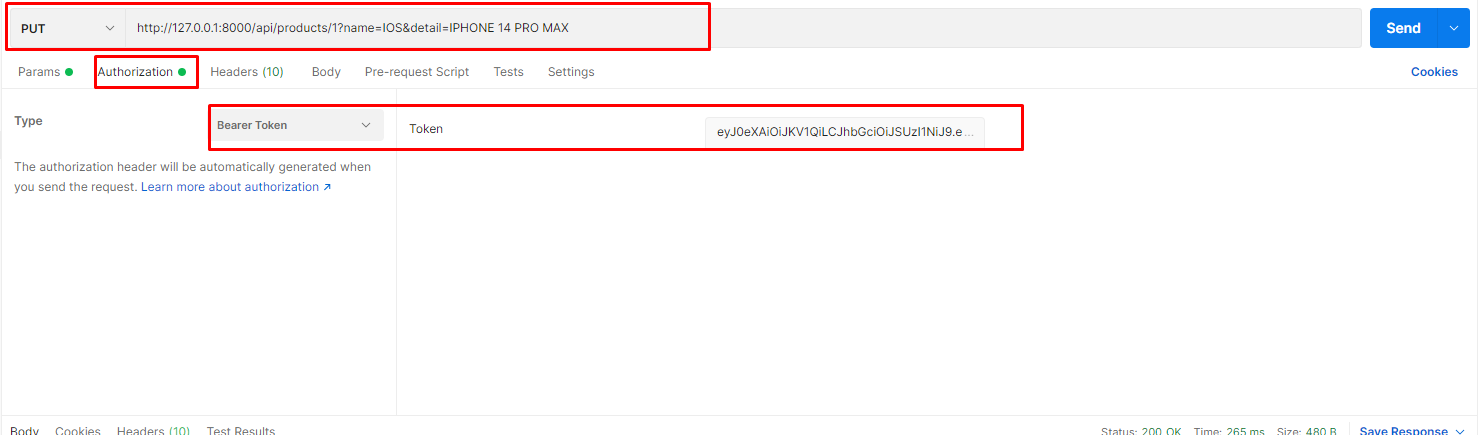 PUT http://127.0.0.1:8000/api/products/1?name=IOS&detail=IPHONE 14 PRO MAX Send
Params Authorization Headers (10) Body Pre-request Script Tests Settings Cookies
Type Bearer Token Token eyJ0eXAiOiJKV1QiLCJhbGciOiJSUzI1NiJ9.e...
The authorization header will be automatically generated when
you send the request. Learn more about authorization ↗
Body Cookies Headers (10) Test Results Status: 200 OK Time: 265 ms Size: 480 B Save Response